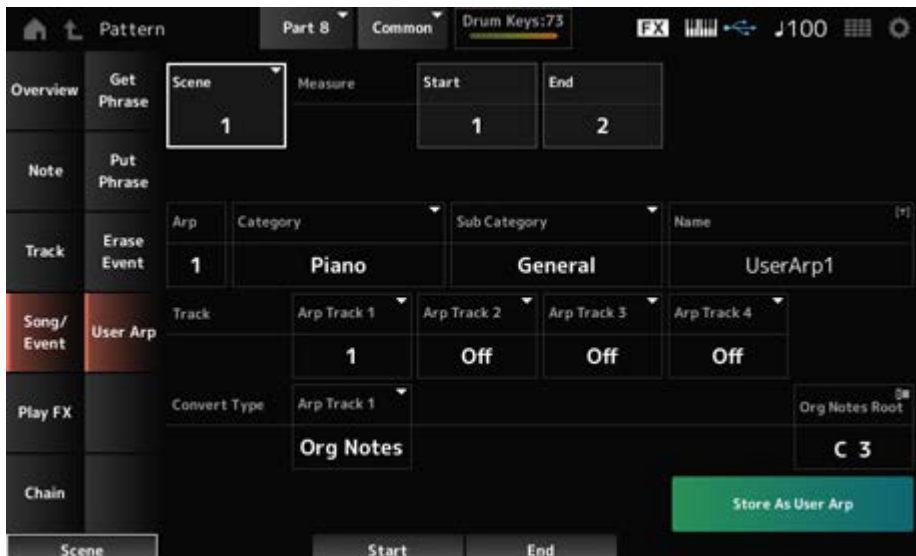 Pattern
Part 8
Common
Drum Keys:73
FX
♩100
Overview
Get
Phrase
Scene
1
Measure
Start
1
End
2
Note
Put
Phrase
Track
Erase
Event
Arp
1
Category
Piano
Sub Category
General
Name
UserArp1
Song/
Event
User Arp
Track
Arp Track 1
1
Arp Track 2
Off
Arp Track 3
Off
Arp Track 4
Off
Play FX
Convert Type
Arp Track 1
Org Notes
Org Notes Root
C 3
Chain
Store As User Arp
Scene
Start
End